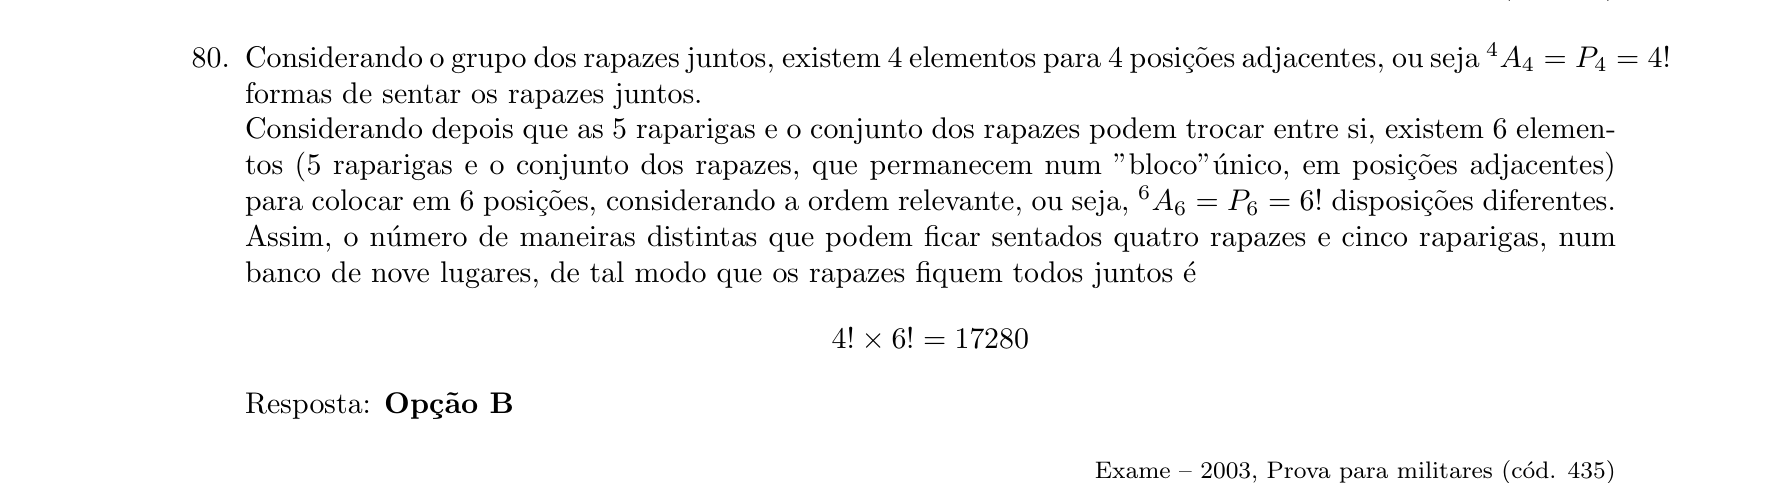 80. Considerando o grupo dos rapazes juntos, existem 4 elementos para 4 posições adjacentes, ou seja ⁴A₄ = P₄ = 4!
formas de sentar os rapazes juntos.
Considerando depois que as 5 raparigas e o conjunto dos rapazes podem trocar entre si, existem 6 elemen-
tos (5 raparigas e o conjunto dos rapazes, que permanecem num ”bloco”único, em posições adjacentes)
para colocar em 6 posições, considerando a ordem relevante, ou seja, ⁶A₆ = P₆ = 6! disposições diferentes.
Assim, o número de maneiras distintas que podem ficar sentados quatro rapazes e cinco raparigas, num
banco de nove lugares, de tal modo que os rapazes fiquem todos juntos é
4! × 6! = 17280
Resposta: Opção B
Exame – 2003, Prova para militares (cód. 435)